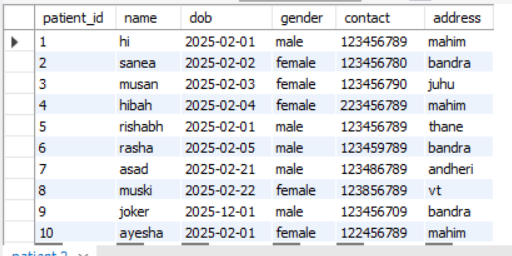 patient_id name dob gender contact address
1 hi 2025-02-01 male 123456789 mahim
2 sanea 2025-02-02 female 123456780 bandra
3 musan 2025-02-03 female 123456790 juhu
4 hibah 2025-02-04 female 223456789 mahim
5 rishabh 2025-02-01 male 123456789 thane
6 rasha 2025-02-05 male 123459789 bandra
7 asad 2025-02-21 male 123486789 andheri
8 muski 2025-02-22 female 123856789 vt
9 joker 2025-12-01 male 123456709 bandra
10 ayesha 2025-02-01 female 122456789 mahim